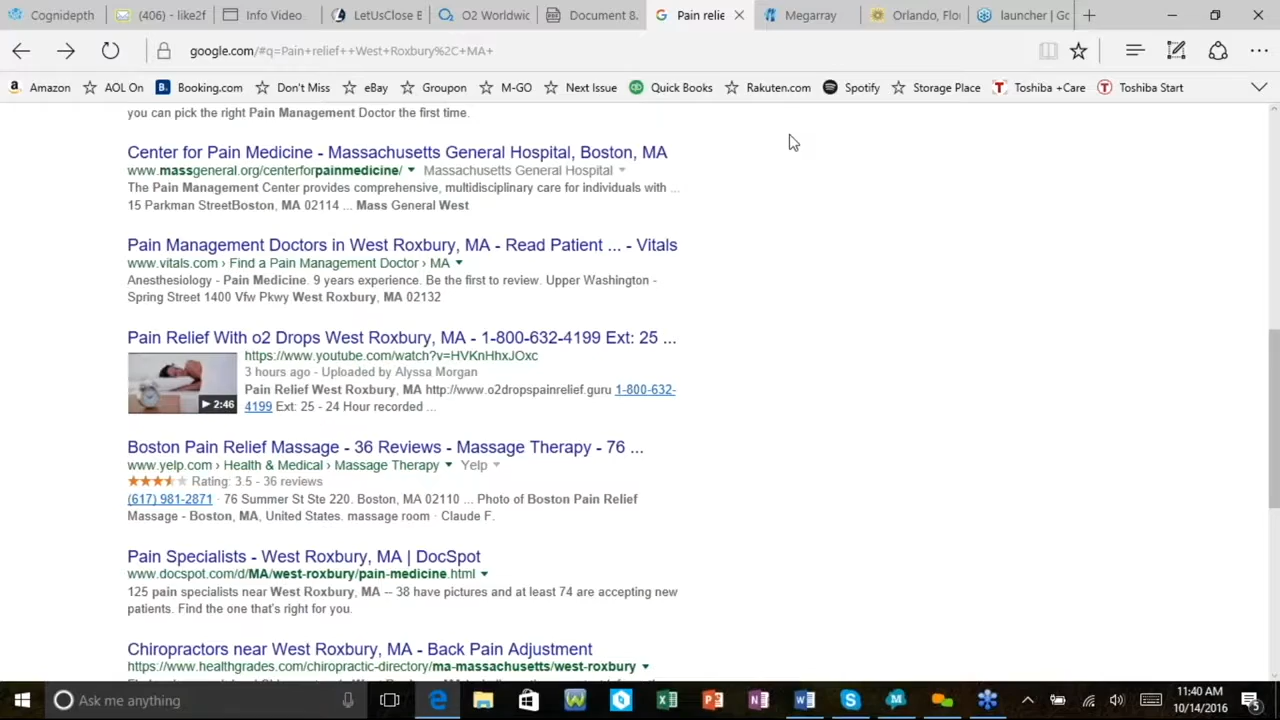 Cognidepth
(406) - like2f
Info Video
LetUsClose E
O2 Worldwic
Document 8.
Pain relie
Megarray
Orlando, Flo
launcher | Go
google.com/#q=Pain+relief++West+Roxbury%2C+MA+
Amazon
AOL On
Booking.com
Don't Miss
eBay
Groupon
M-GO
Next Issue
Quick Books
Rakuten.com
Spotify
Storage Place
Toshiba +Care
Toshiba Start
you can pick the right Pain Management Doctor the first time.
Center for Pain Medicine - Massachusetts General Hospital, Boston, MA
www.massgeneral.org/centerforpainmedicine/ Massachusetts General Hospital
The Pain Management Center provides comprehensive, multidisciplinary care for individuals with ...
15 Parkman StreetBoston, MA 02114 ... Mass General West
Pain Management Doctors in West Roxbury, MA - Read Patient ... - Vitals
www.vitals.com › Find a Pain Management Doctor › MA
Anesthesiology - Pain Medicine. 9 years experience. Be the first to review. Upper Washington -
Spring Street 1400 Vfw Pkwy West Roxbury, MA 02132
Pain Relief With o2 Drops West Roxbury, MA - 1-800-632-4199 Ext: 25 ...
https://www.youtube.com/watch?v=HVKnHhxJOxc
3 hours ago - Uploaded by Alyssa Morgan
Pain Relief West Roxbury, MA http://www.o2dropspainrelief.guru 1-800-632-
4199 Ext: 25 - 24 Hour recorded ...
2:46
Boston Pain Relief Massage - 36 Reviews - Massage Therapy - 76 ...
www.yelp.com › Health & Medical › Massage Therapy Yelp
Rating: 3.5 - 36 reviews
(617) 981-2871 · 76 Summer St Ste 220. Boston, MA 02110 ... Photo of Boston Pain Relief
Massage - Boston, MA, United States. massage room · Claude F.
Pain Specialists - West Roxbury, MA | DocSpot
www.docspot.com/d/MA/west-roxbury/pain-medicine.html
125 pain specialists near West Roxbury, MA -- 38 have pictures and at least 74 are accepting new
patients. Find the one that's right for you.
Chiropractors near West Roxbury, MA - Back Pain Adjustment
https://www.healthgrades.com/chiropractic-directory/ma-massachusetts/west-roxbury
Ask me anything
11:40 AM
10/14/2016
5